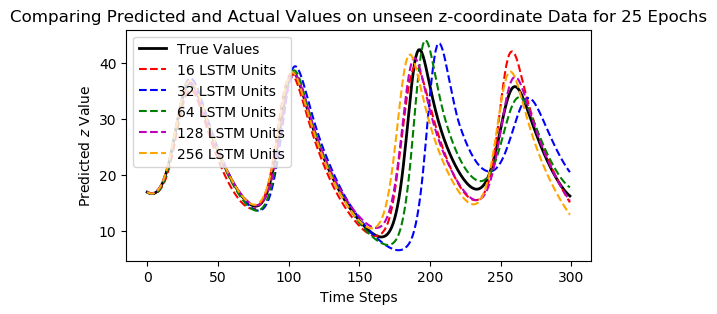 Comparing Predicted and Actual Values on unseen z-coordinate Data for 25 Epochs
True Values
16 LSTM Units
32 LSTM Units
64 LSTM Units
128 LSTM Units
256 LSTM Units
Predicted z Value
40
30
20
10
0
50
100
150
200
250
300
Time Steps